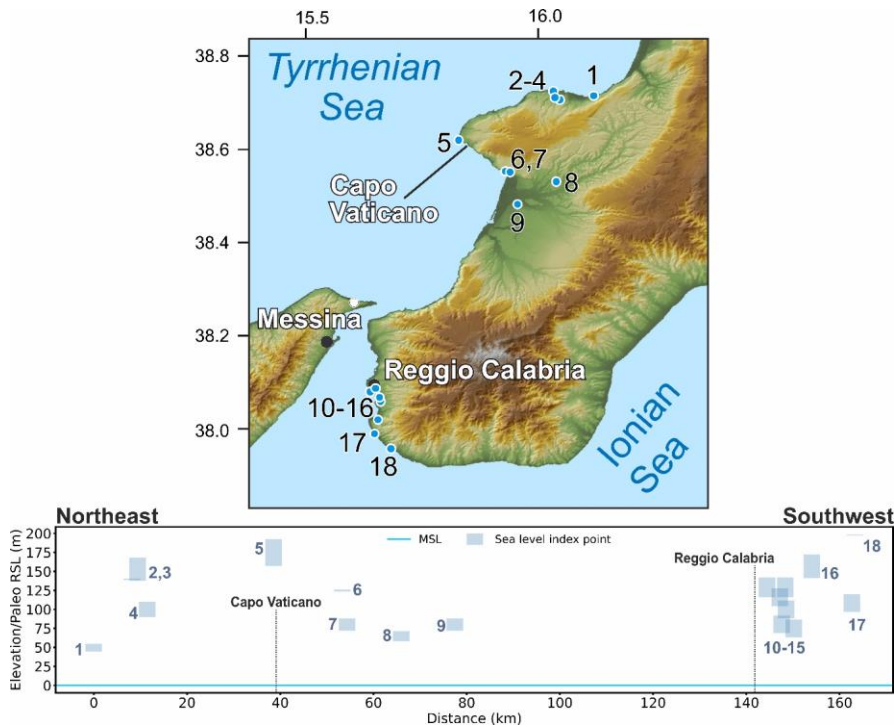 15.5
16.0
38.8
38.6
38.4
38.2
38.0
Tyrrhenian
Sea
2-4
1
5
6,7
8
9
Capo
Vaticano
Messina
Reggio Calabria
10-16
17
18
Ionian
Sea
Northeast
Southwest
Elevation/Paleo RSL (m)
200
175
150
125
100
75
50
25
0
MSL
Sea level index point
Reggio Calabria
Capo Vaticano
1
2,3
4
5
6
7
8
9
10-15
16
17
18
0
20
40
60
80
100
120
140
160
Distance (km)